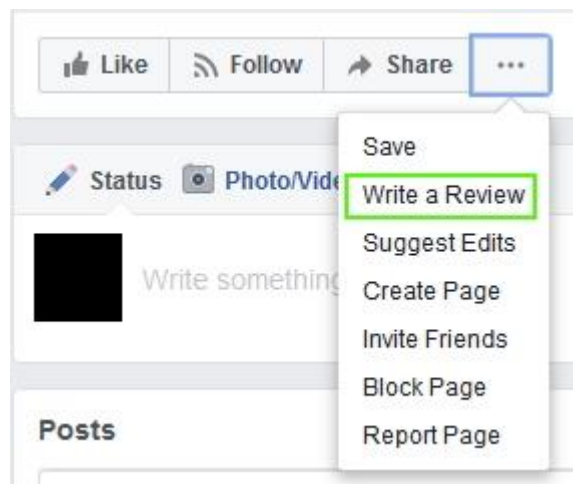 Like Follow Share ...
Save
Status Photo/Vide
Write a Review
Suggest Edits
Write something
Create Page
Invite Friends
Block Page
Posts
Report Page